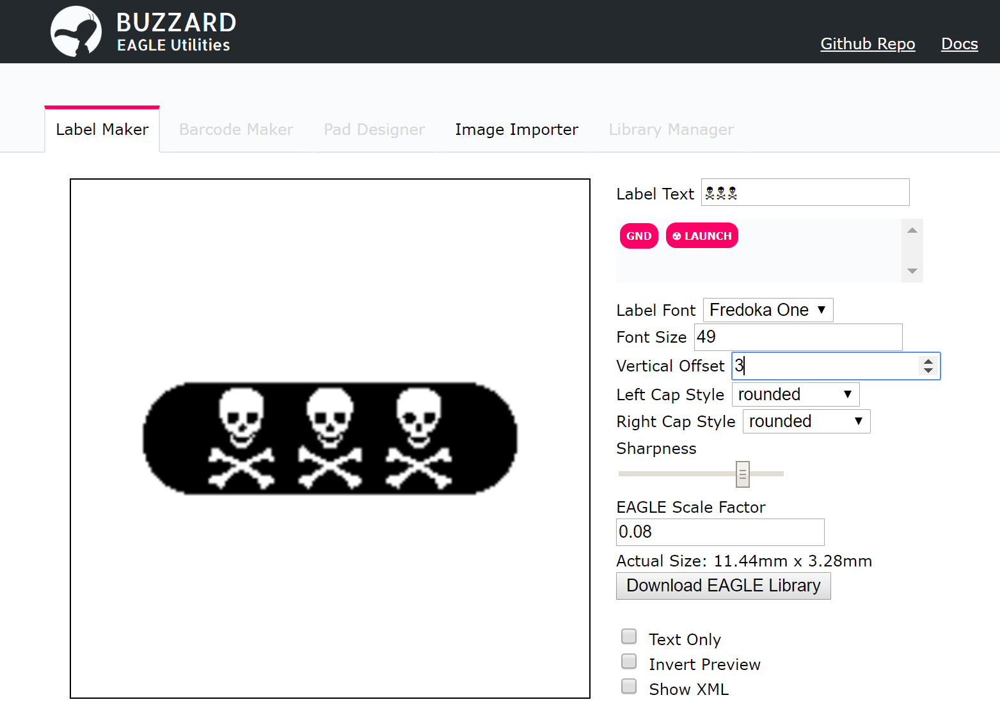 BUZZARD
EAGLE Utilities
Github Repo Docs
Label Maker Barcode Maker Pad Designer Image Importer Library Manager
Label Text ☠☠☠
GND ☢ LAUNCH
Label Font Fredoka One
Font Size 49
Vertical Offset 3
Left Cap Style rounded
Right Cap Style rounded
Sharpness
EAGLE Scale Factor
0.08
Actual Size: 11.44mm x 3.28mm
Download EAGLE Library
Text Only
Invert Preview
Show XML